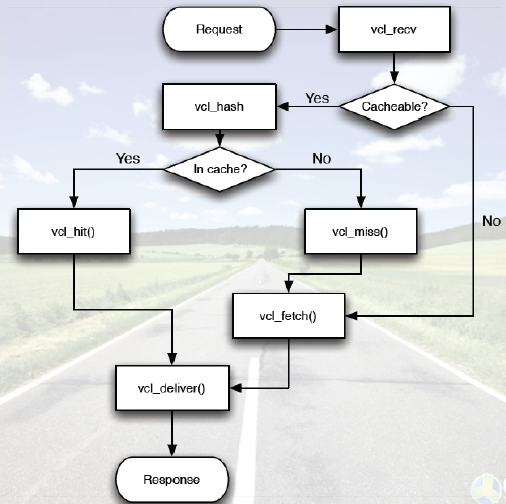 Request
vcl_recv
Yes
Cacheable?
vcl_hash
Yes
In cache?
No
No
vcl_hit()
vcl_miss()
vcl_fetch()
vcl_deliver()
Response